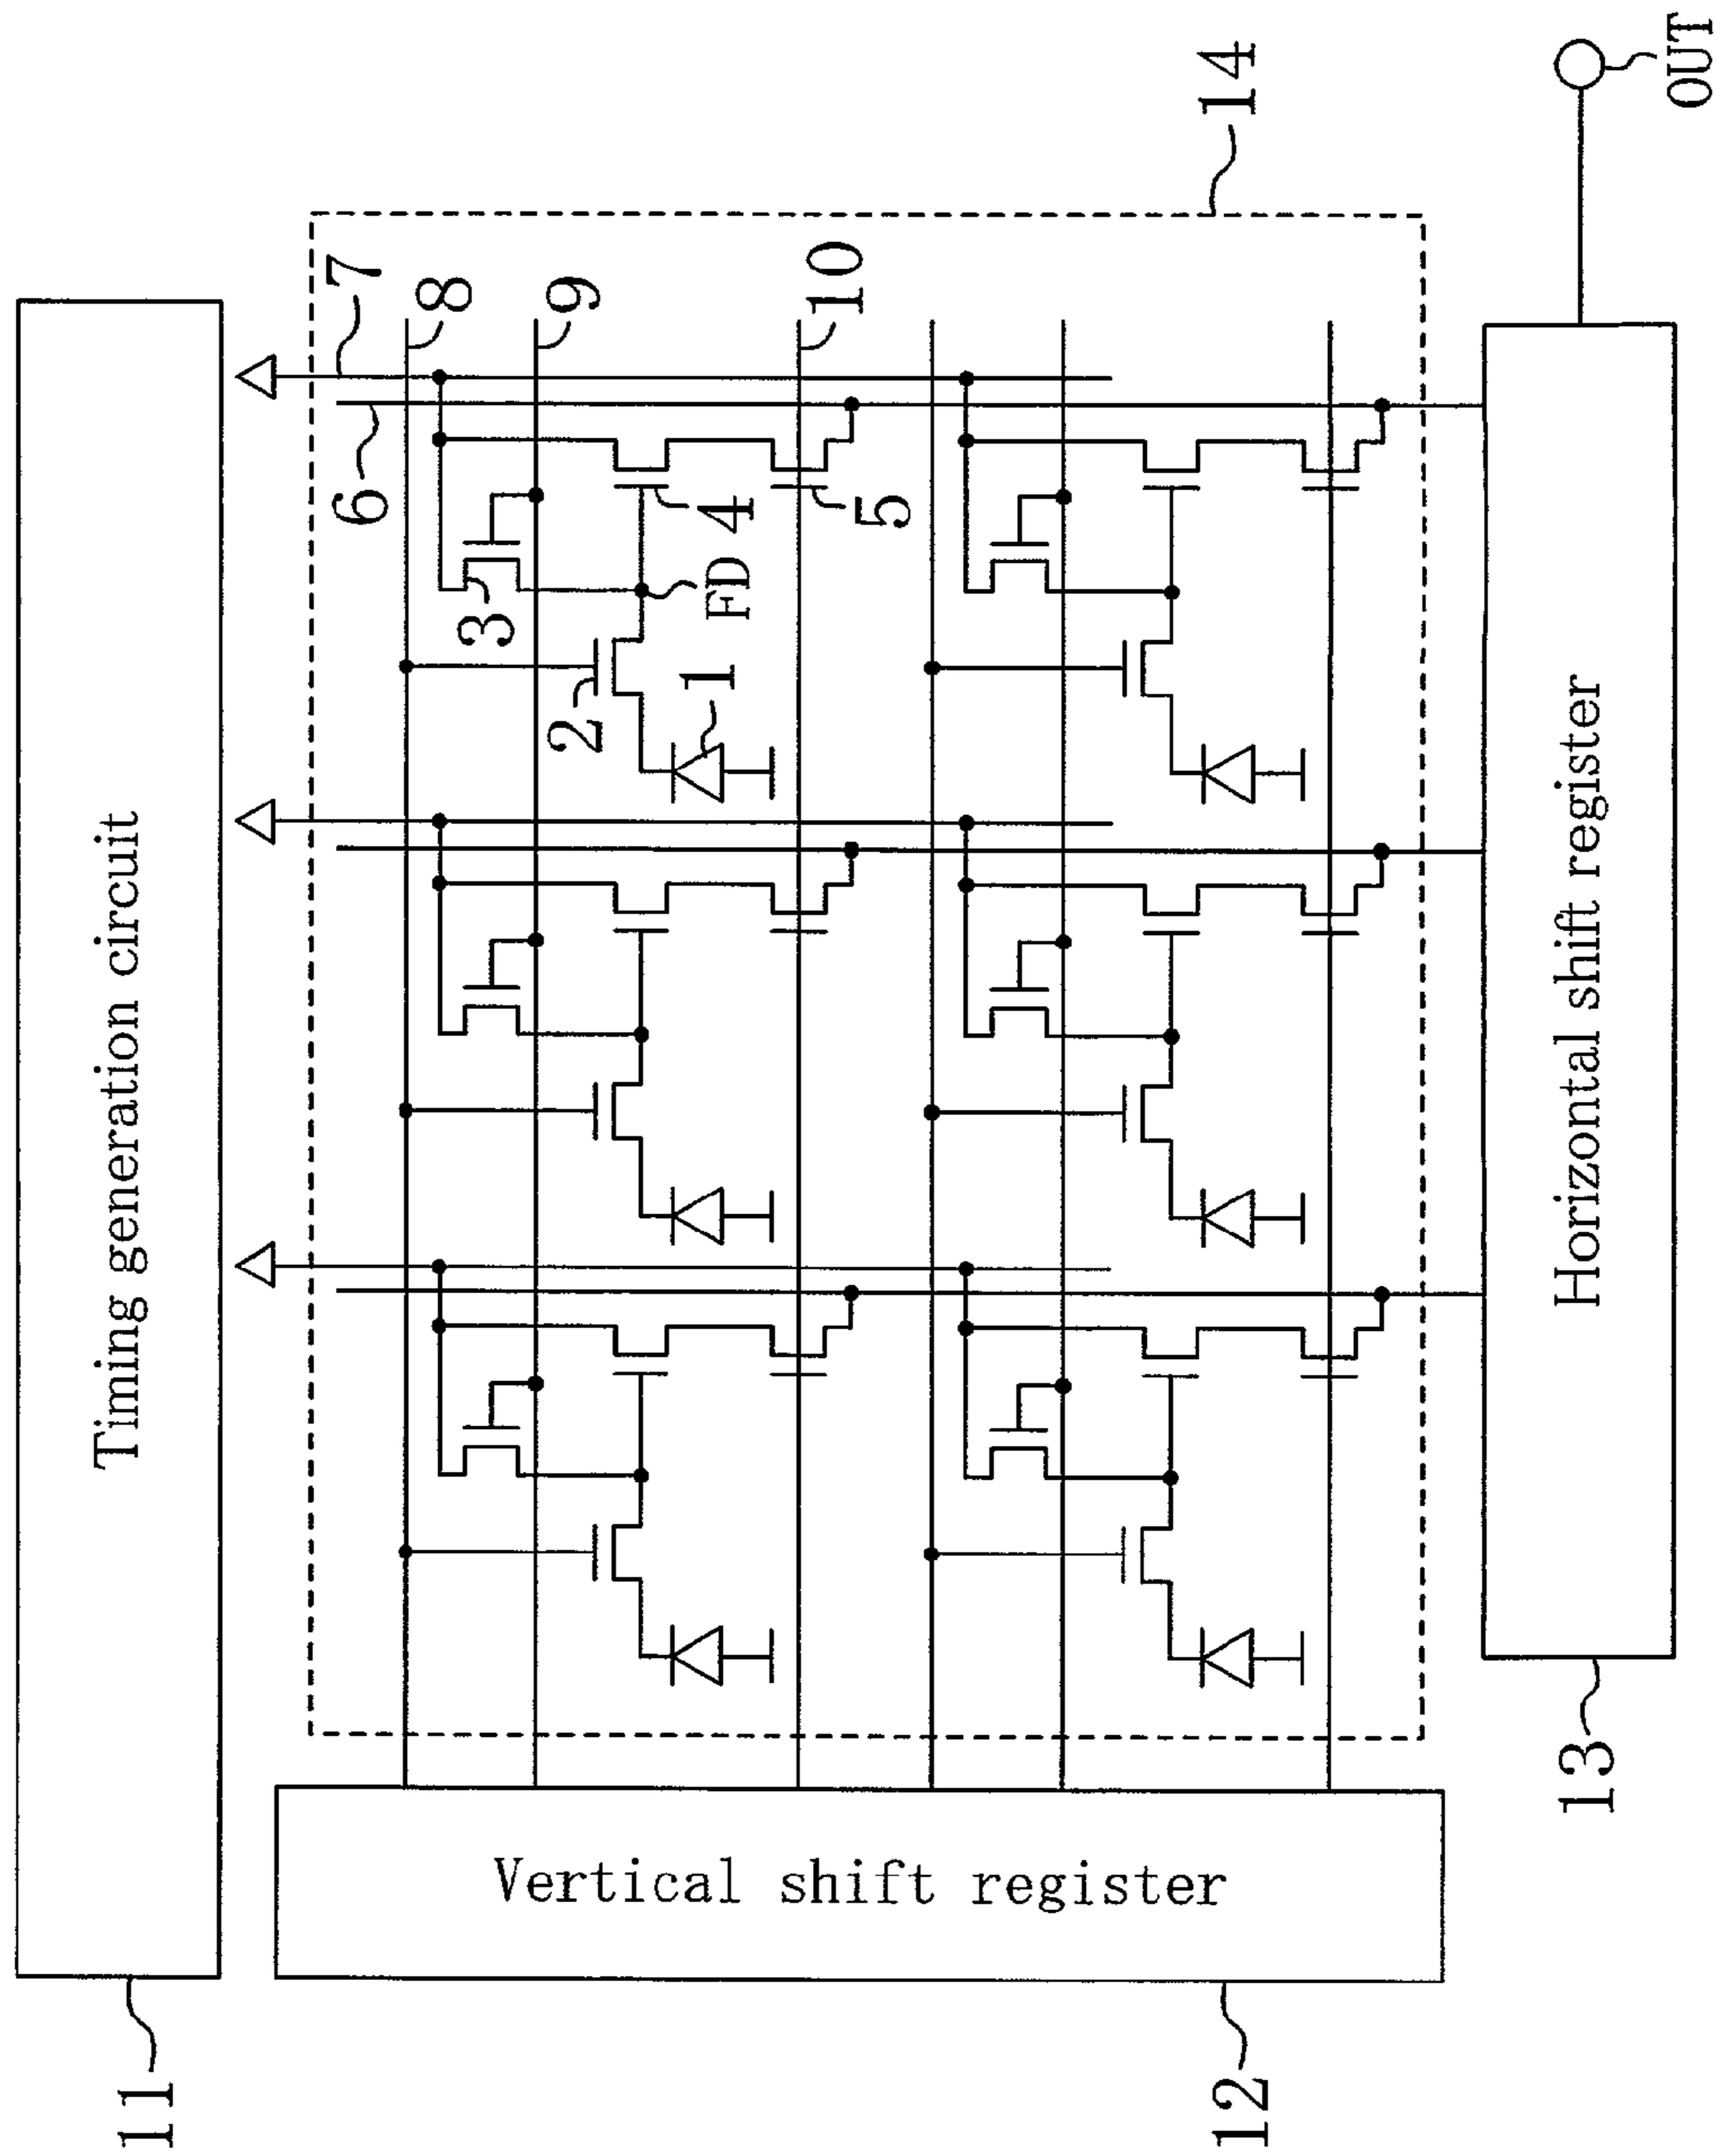 Timing generation circuit
11
7
8
9
10
14
6
3
4
5
2
FD
1
Vertical shift register
12
Horizontal shift register
13
OUT